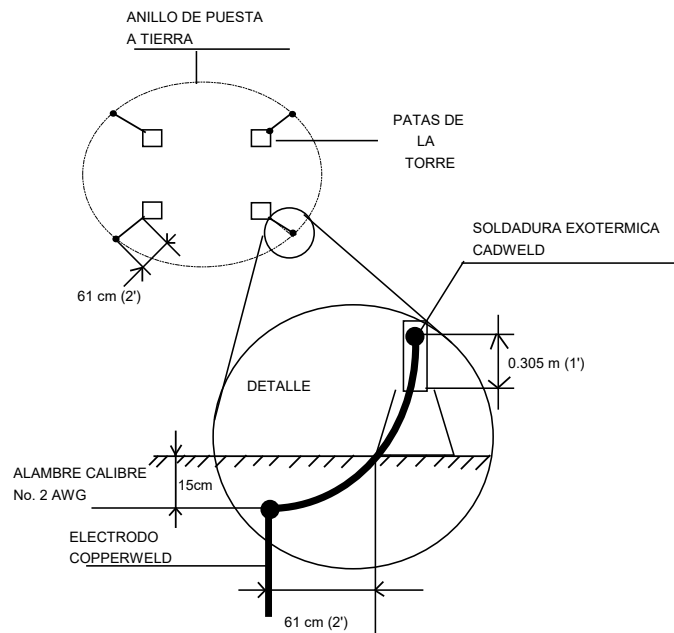 ANILLO DE PUESTA
A TIERRA
PATAS DE
LA
TORRE
SOLDADURA EXOTERMICA
CADWELD
61 cm (2')
0.305 m (1')
DETALLE
ALAMBRE CALIBRE
No. 2 AWG
15cm
ELECTRODO
COPPERWELD
61 cm (2')